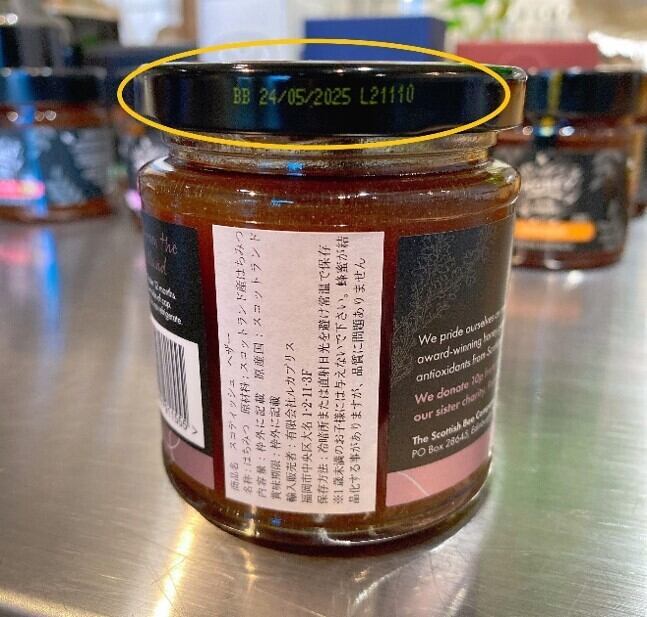 BB 24/05/2025 L21110
商品名 スコティッシュ ヘザー
名称:はちみつ 原材料:スコットランド産はちみつ
内容量:枠外に記載 原産国:スコットランド
賞味期限:枠外に記載
輸入販売者:有限会社ルカプリス
福岡市中央区大名 1-2-11-3F
保存方法:冷暗所または直射日光を避け常温で保存
※1歳未満のお子様には与えないで下さい。蜂蜜が結
晶化する事がありますが、品質に問題ありません
We pride ourselves
award-winning
antioxidants from
We donate 10p
our sister charity.
The Scottish Bee
PO Box 28645,